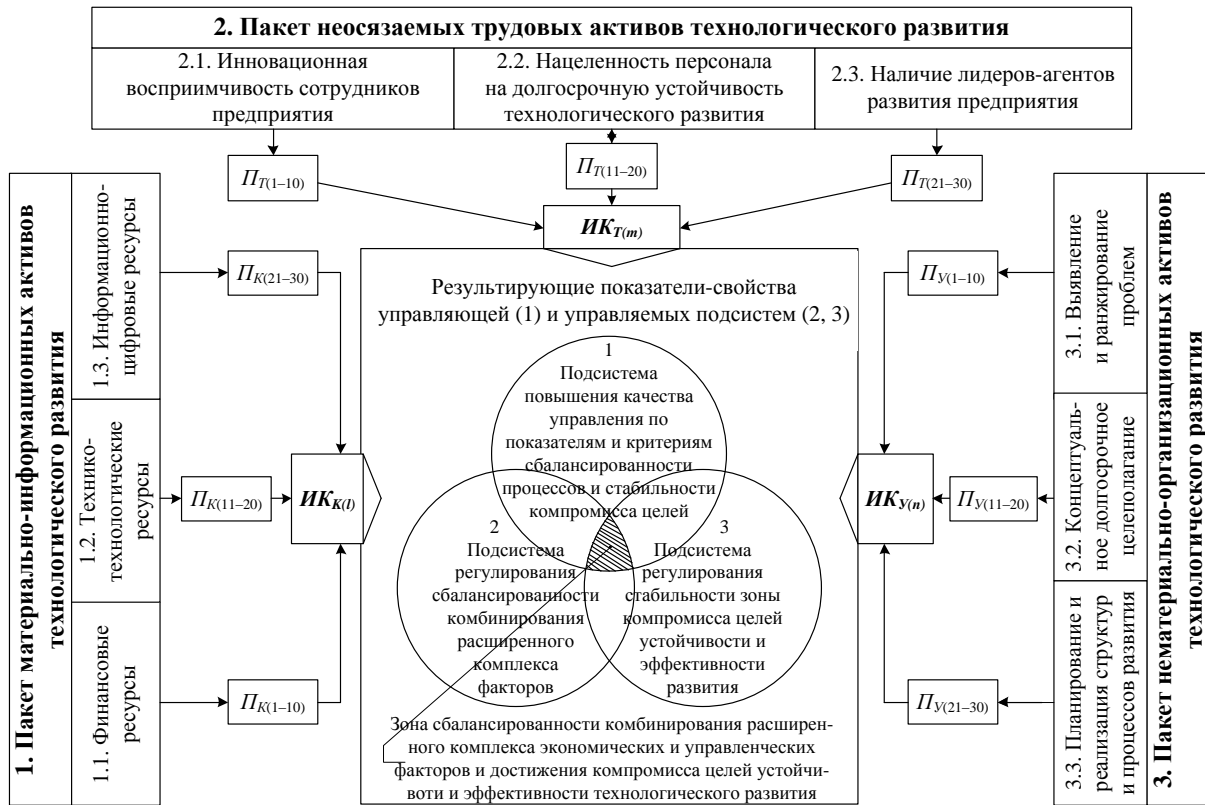 2. Пакет неосязаемых трудовых активов технологического развития
2.1. Инновационная
восприимчивость сотрудников
предприятия
2.2. Нацеленность персонала
на долгосрочную устойчивость
технологического развития
2.3. Наличие лидеров-агентов
развития предприятия
П_Т(1–10)
П_Т(11–20)
П_Т(21–30)
ИК_Т(m)
1. Пакет материально-информационных активов
технологического развития
1.3. Информационно-
цифровые ресурсы
1.2. Технико-
технологические
ресурсы
1.1. Финансовые
ресурсы
П_К(21–30)
П_К(11–20)
П_К(1–10)
ИК_К(l)
Результирующие показатели-свойства
управляющей (1) и управляемых подсистем (2, 3)
1
Подсистема
повышения качества
управления по
показателям и критериям
сбалансированности
процессов и стабильности
компромисса целей
2
Подсистема
регулирования
сбалансированности
комбинирования
расширенного
комплекса
факторов
3
Подсистема
регулирования
стабильности зоны
компромисса целей
устойчивости и
эффективности
развития
Зона сбалансированности комбинирования расширен-
ного комплекса экономических и управленческих
факторов и достижения компромисса целей устойчи-
воти и эффективности технологического развития
П_У(1–10)
П_У(11–20)
П_У(21–30)
ИК_У(n)
3.1. Выявление
и ранжирование
проблем
3.2. Концептуаль-
ное долгосрочное
целеполагание
3.3. Планирование и
реализация структур
и процессов развития
3. Пакет нематериально-организационных активов
технологического развития